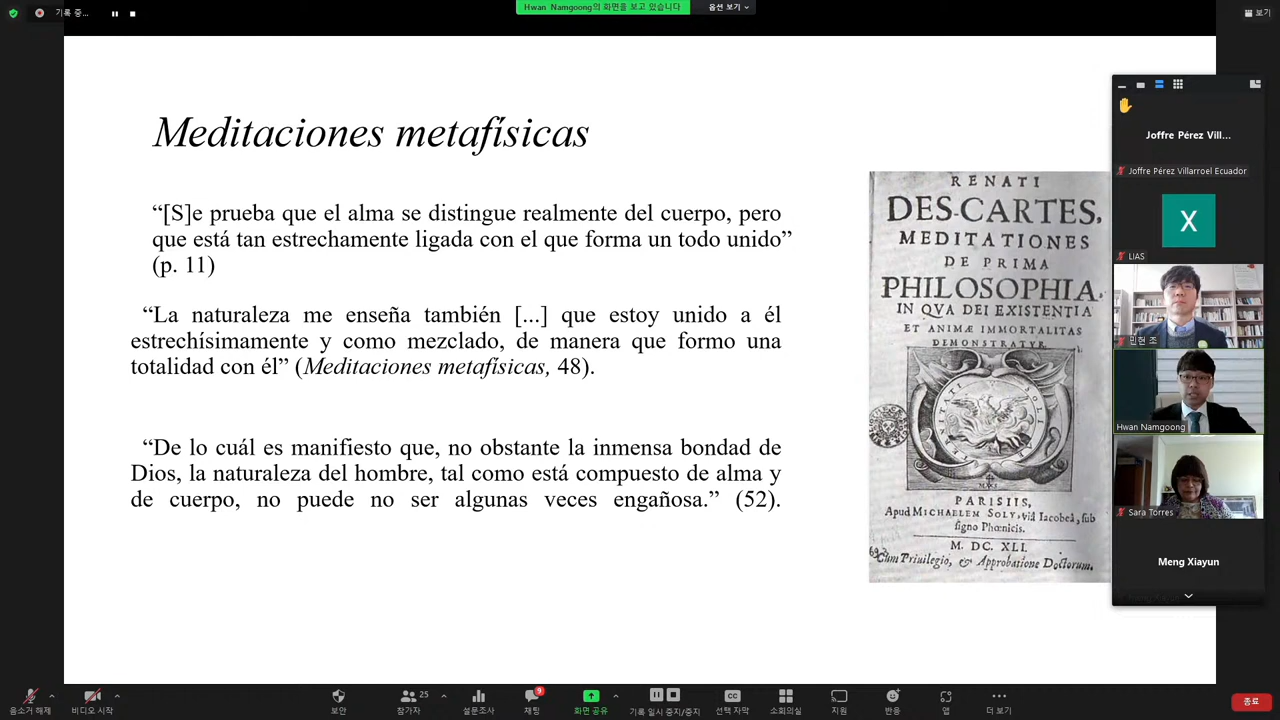 기록 중...
Hwan Namgoong의 화면을 보고 있습니다
옵션 보기
보기
Meditaciones metafísicas
“[S]e prueba que el alma se distingue realmente del cuerpo, pero
que está tan estrechamente ligada con el que forma un todo unido”
(p. 11)
“La naturaleza me enseña también [...] que estoy unido a él
estrechísimamente y como mezclado, de manera que formo una
totalidad con él” (Meditaciones metafísicas, 48).
“De lo cuál es manifiesto que, no obstante la inmensa bondad de
Dios, la naturaleza del hombre, tal como está compuesto de alma y
de cuerpo, no puede no ser algunas veces engañosa.” (52).
RENATI
DES-CARTES,
MEDITATIONES
DE PRIMA
PHILOSOPHIA,
IN QVA DEI EXISTENTIA
ET ANIMÆ IMMORTALITAS
DEMONSTRATVR.
PARISIIS,
Apud MICHAELEM SOLY, viâ Iacobeâ, sub
signo Phœnicis.
M. DC. XLI.
Cum Priuilegio, & Approbatione Doctorum.
Joffre Pérez Vill...
Joffre Pérez Villarroel Ecuador
X
LIAS
민현 조
Hwan Namgoong
Sara Torres
Meng Xiayun
음소거 해제
비디오 시작
보안
25
참가자
설문조사
9
채팅
화면 공유
기록 일시 중지/중지
CC
선택 자막
소회의실
지원
반응
앱
더 보기
종료